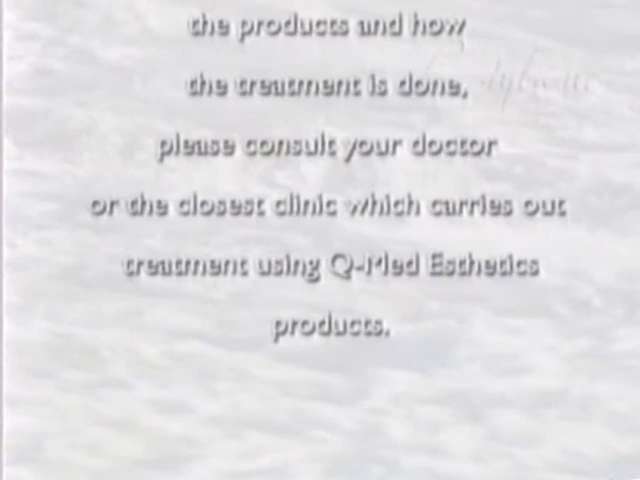 the products and how
the treatment is done,
please consult your doctor
or the closest clinic which carries out
treatment using Q-Med Esthetics
products.